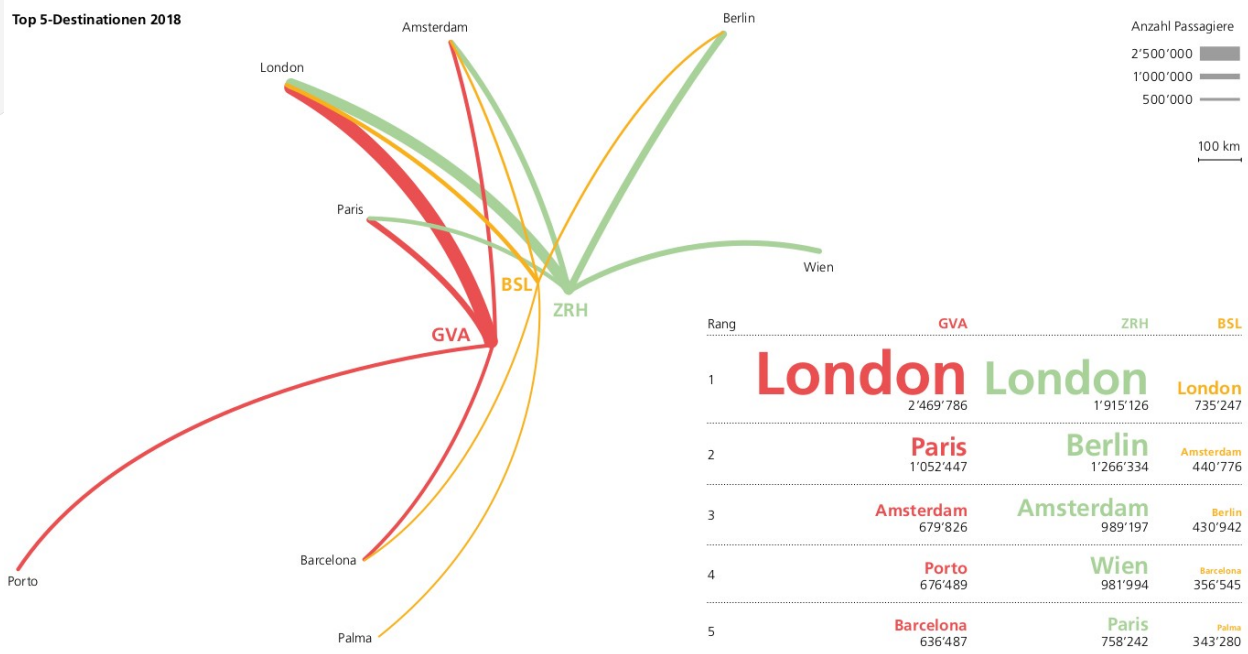 Top 5-Destinationen 2018
Amsterdam
Berlin
London
Paris
Wien
BSL
ZRH
GVA
Barcelona
Porto
Palma
Anzahl Passagiere
2’500’000
1’000’000
500’000
100 km
Rang GVA ZRH BSL
1 London London London
2’469’786 1’915’126 735’247
2 Paris Berlin Amsterdam
1’052’447 1’266’334 440’776
3 Amsterdam Amsterdam Berlin
679’826 989’197 430’942
4 Porto Wien Barcelona
676’489 981’994 356’545
5 Barcelona Paris Palma
636’487 758’242 343’280